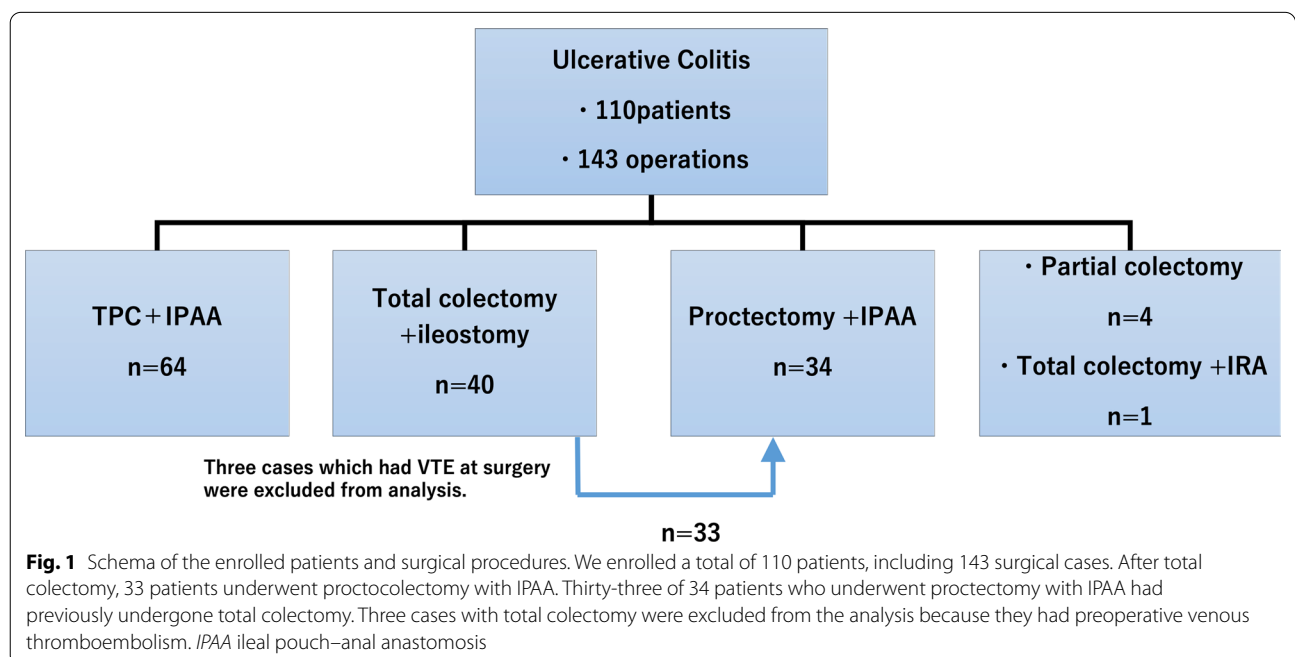 Ulcerative Colitis
・110patients
・143 operations
TPC+IPAA
n=64
Total colectomy
+ileostomy
n=40
Proctectomy +IPAA
n=34
・Partial colectomy
n=4
・Total colectomy +IRA
n=1
Three cases which had VTE at surgery
were excluded from analysis.
n=33
Fig. 1 Schema of the enrolled patients and surgical procedures. We enrolled a total of 110 patients, including 143 surgical cases. After total
colectomy, 33 patients underwent proctocolectomy with IPAA. Thirty-three of 34 patients who underwent proctectomy with IPAA had
previously undergone total colectomy. Three cases with total colectomy were excluded from the analysis because they had preoperative venous
thromboembolism. IPAA ileal pouch–anal anastomosis